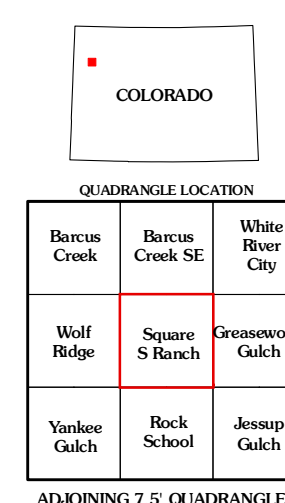 COLORADO
QUADRANGLE LOCATION
Barcus
Creek
Barcus
Creek SE
White
River
City
Wolf
Ridge
Square
S Ranch
Greasewo
Gulch
Yankee
Gulch
Rock
School
Jessup
Gulch
ADJOINING 7.5' QUADRANGLE